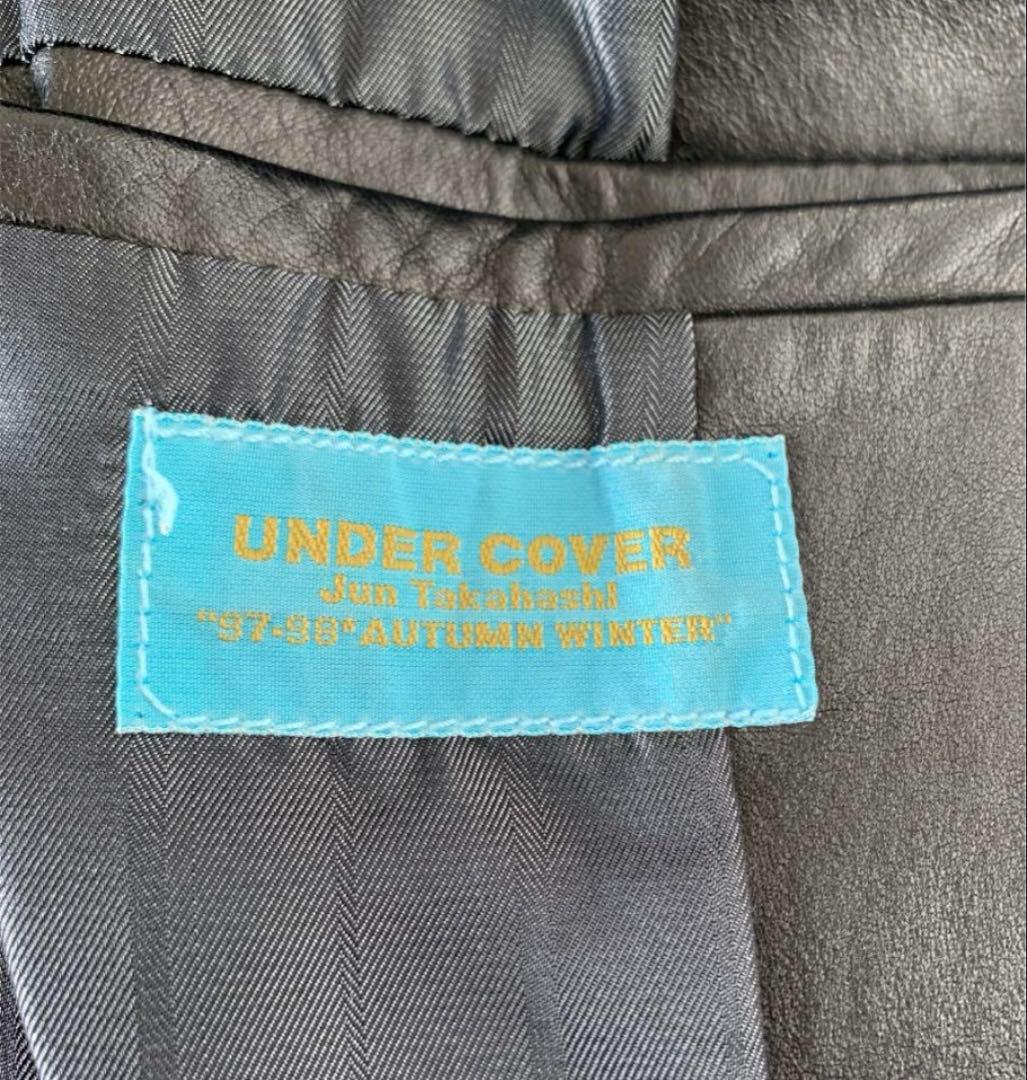 UNDER COVER
Jun Takahashi
"97-98"AUTUMN WINTER"